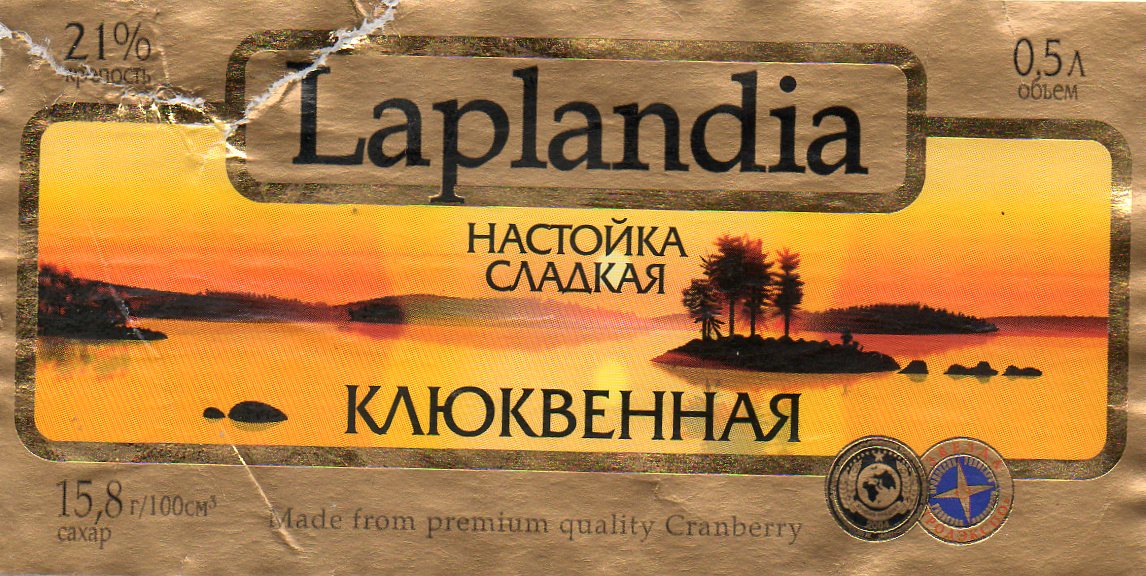 21%
крепость
Laplandia
0,5 л
объем
НАСТОЙКА
СЛАДКАЯ
КЛЮКВЕННАЯ
15,8 г/100см³
сахар
Made from premium quality Cranberry